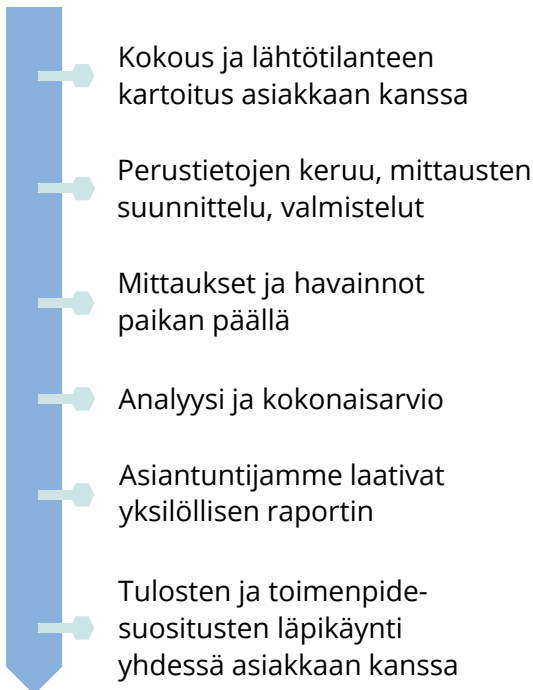 Kokous ja lähtötilanteen
kartoitus asiakkaan kanssa
Perustietojen keruu, mittausten
suunnittelu, valmistelut
Mittaukset ja havainnot
paikan päällä
Analyysi ja kokonaisarvio
Asiantuntijamme laativat
yksilöllisen raportin
Tulosten ja toimenpide-
suositusten läpikäynti
yhdessä asiakkaan kanssa